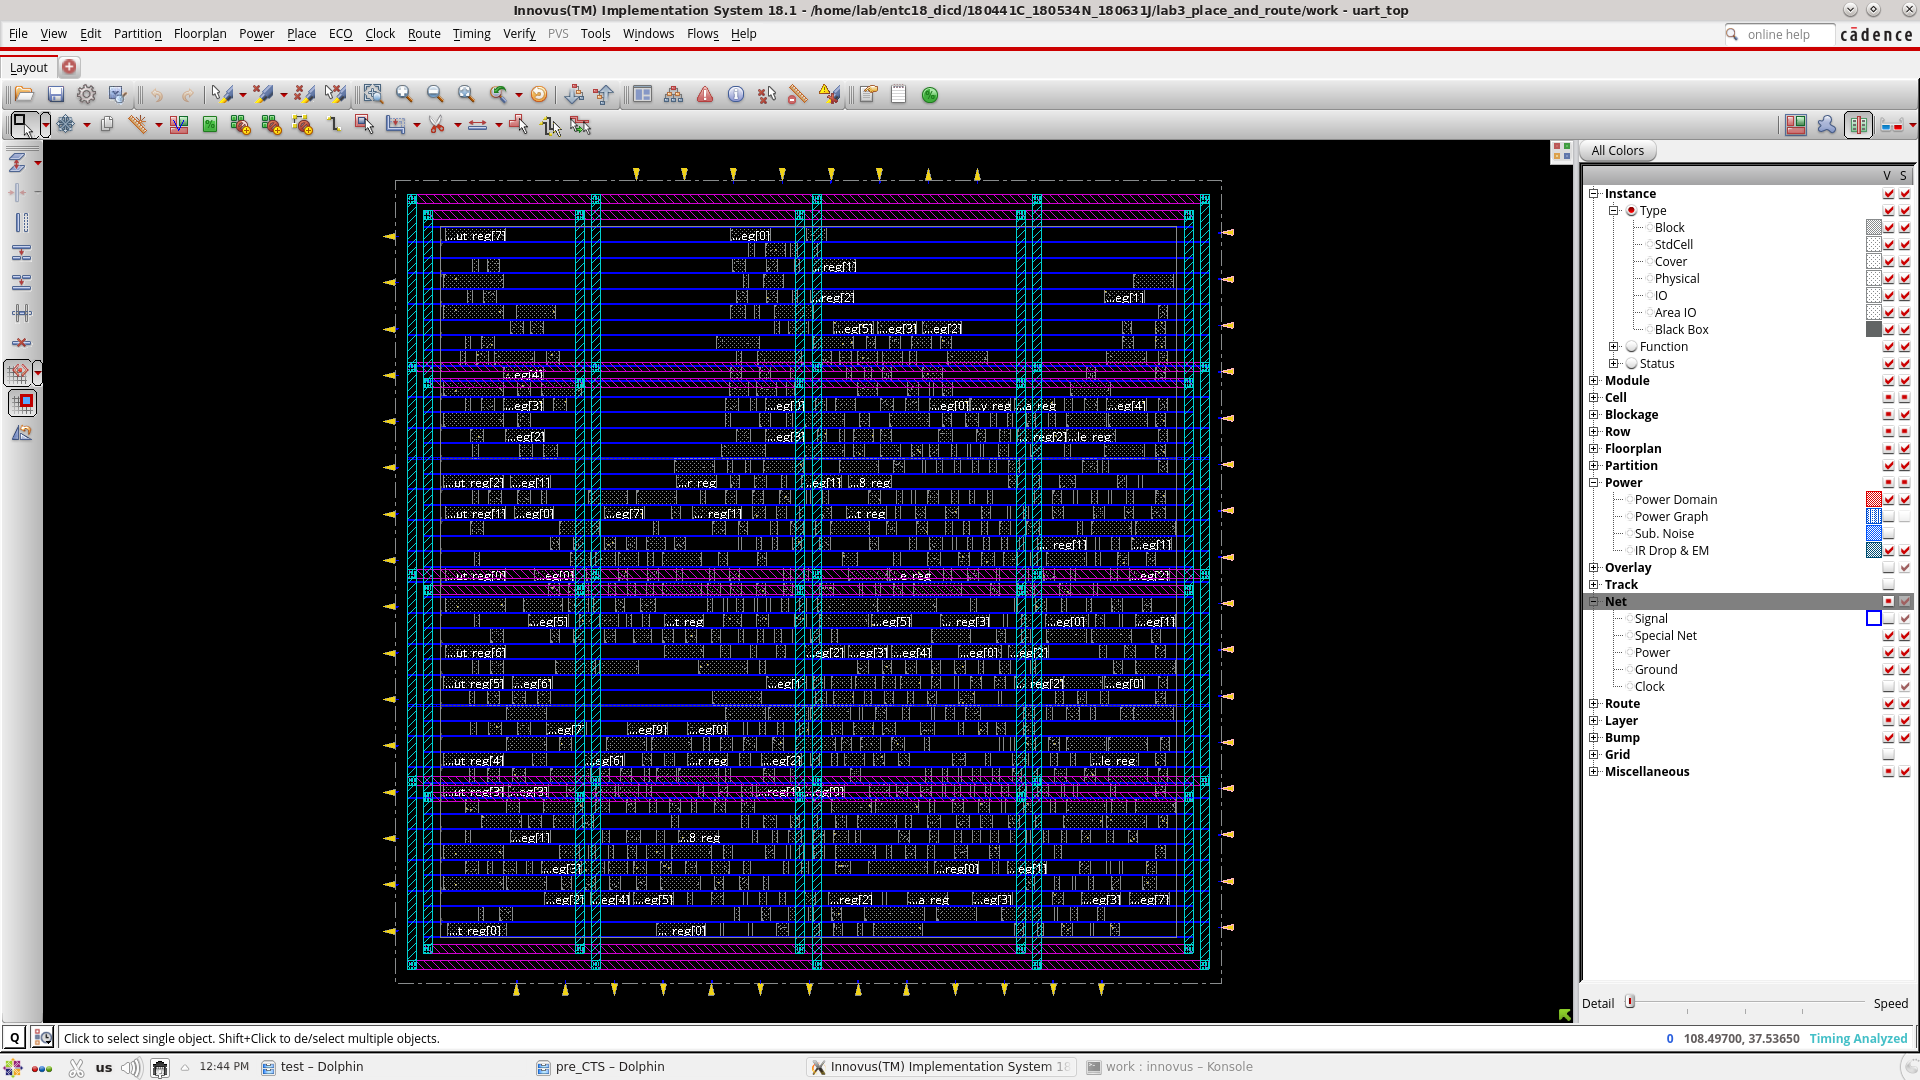 Innovus(TM) Implementation System 18.1 - /home/lab/entc18_dicd/180441C_180534N_180631J/lab3_place_and_route/work - uart_top
File View Edit Partition Floorplan Power Place ECO Clock Route Timing Verify PVS Tools Windows Flows Help
online help
cādence
Layout
All Colors
V S
Instance
Type
Block
StdCell
Cover
Physical
IO
Area IO
Black Box
Function
Status
Module
Cell
Blockage
Row
Floorplan
Partition
Power
Power Domain
Power Graph
Sub. Noise
IR Drop & EM
Overlay
Track
Net
Signal
Special Net
Power
Ground
Clock
Route
Layer
Bump
Grid
Miscellaneous
Detail Speed
...ut reg[7] ...eg[0]
...reg[1]
...reg[2] ...eg[1]
...eg[5] ...eg[3] ...eg[2]
...eg[4]
...eg[3] ...eg[0] ...eg[0] ...y reg ...a reg ...eg[4]
...eg[2] ...eg[3] ...reg[2] ...le reg
...ut reg[2] ...eg[1] ...r reg ...eg[1] ...8 reg
...ut reg[1] ...eg[0] ...eg[7] ... reg[1] ...t reg
... reg[1] ...eg[1]
...ut reg[0] ...eg[0] ...e reg ...eg[2]
...eg[5] ...t reg ...eg[5] ... reg[3] ...eg[0] ...eg[1]
...ut reg[6] ...eg[2] ...eg[3] ...eg[4] ...eg[0] ...eg[2]
...ut reg[5] ...eg[6] ...eg[1 ... reg[2] ...eg[0]
...eg[7 ...eg[9] ...eg[0]
...ut reg[4] ...eg[6] ...r reg ...eg[2] ...le reg
...ut reg[3] ...eg[3] ...reg[1] ...eg[0]
...eg[1] ...8 reg
...eg[3] ...reg[0] ...eg[1]
...eg[2] ...eg[4] ...eg[5] ...reg[2] ...a reg ...eg[3] ...eg[3] ...eg[7]
...t reg[0] ... reg[0]
Q Click to select single object. Shift+Click to de/select multiple objects. 0 108.49700, 37.53650 Timing Analyzed
us 12:44 PM test – Dolphin pre_CTS – Dolphin Innovus(TM) Implementation System 18 work : innovus – Konsole